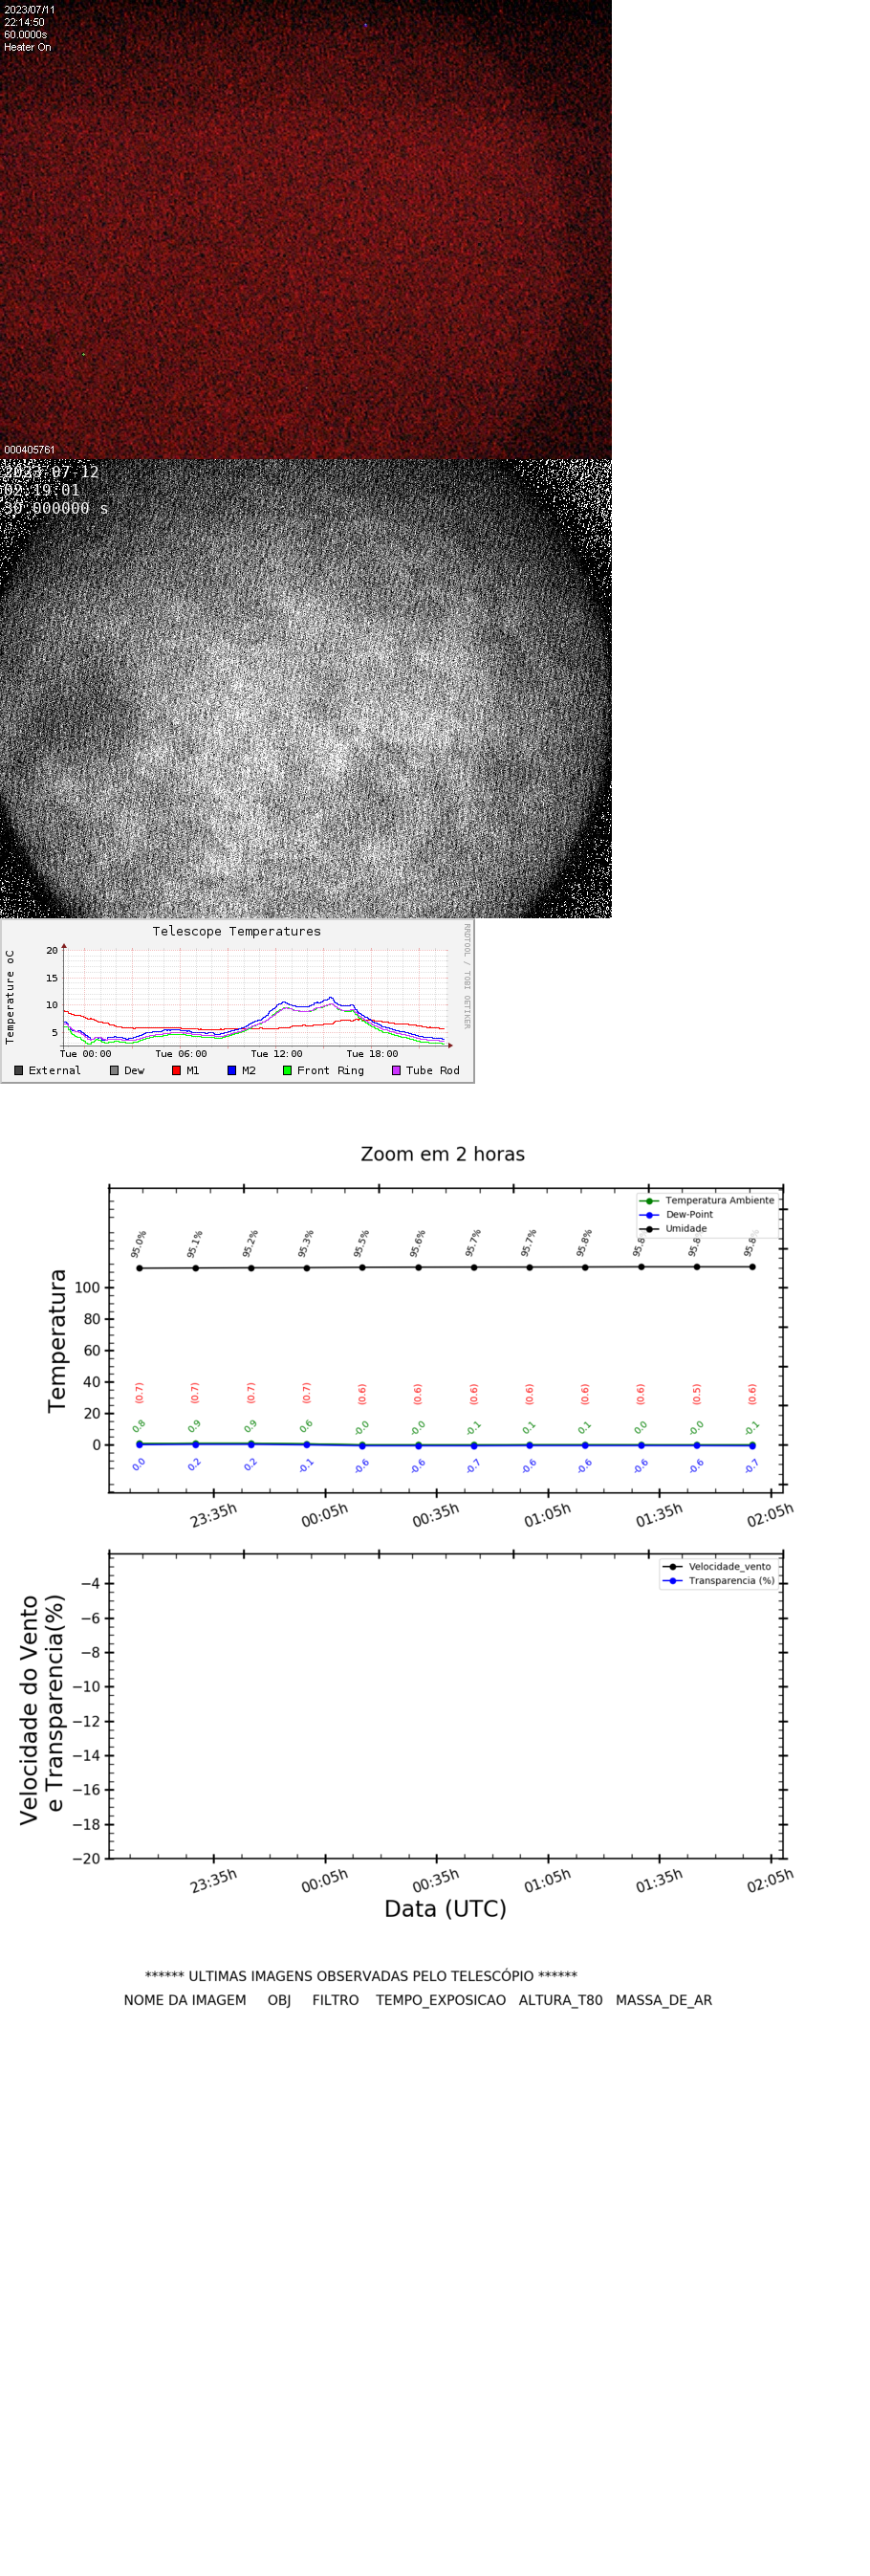 2023/07/11
22:14:50
60.0000s
Heater On
000405761
2023-07-12
02:19:01
30.000000 s
Telescope Temperatures
RRDTOOL / TOBI OETIKER
Temperature oC
20
15
10
5
Tue 00:00 Tue 06:00 Tue 12:00 Tue 18:00
External Dew M1 M2 Front Ring Tube Rod
Zoom em 2 horas
Temperatura Ambiente
Dew-Point
Umidade
95.0% 95.1% 95.2% 95.3% 95.5% 95.6% 95.7% 95.7% 95.8% 95.8 95.8 95.8%
Temperatura
100
80
60
40
20
0
(0.7) (0.7) (0.7) (0.7) (0.6) (0.6) (0.6) (0.6) (0.6) (0.6) (0.5) (0.6)
0.8 0.9 0.9 0.6 -0.0 -0.0 -0.1 0.1 0.1 0.0 -0.0 -0.1
0.0 0.2 0.2 -0.1 -0.6 -0.6 -0.7 -0.6 -0.6 -0.6 -0.6 -0.7
23:35h 00:05h 00:35h 01:05h 01:35h 02:05h
Velocidade_vento
Transparencia (%)
Velocidade do Vento
e Transparencia(%)
−4
−6
−8
−10
−12
−14
−16
−18
−20
23:35h 00:05h 00:35h 01:05h 01:35h 02:05h
Data (UTC)
****** ULTIMAS IMAGENS OBSERVADAS PELO TELESCÓPIO ******
NOME DA IMAGEM OBJ FILTRO TEMPO_EXPOSICAO ALTURA_T80 MASSA_DE_AR